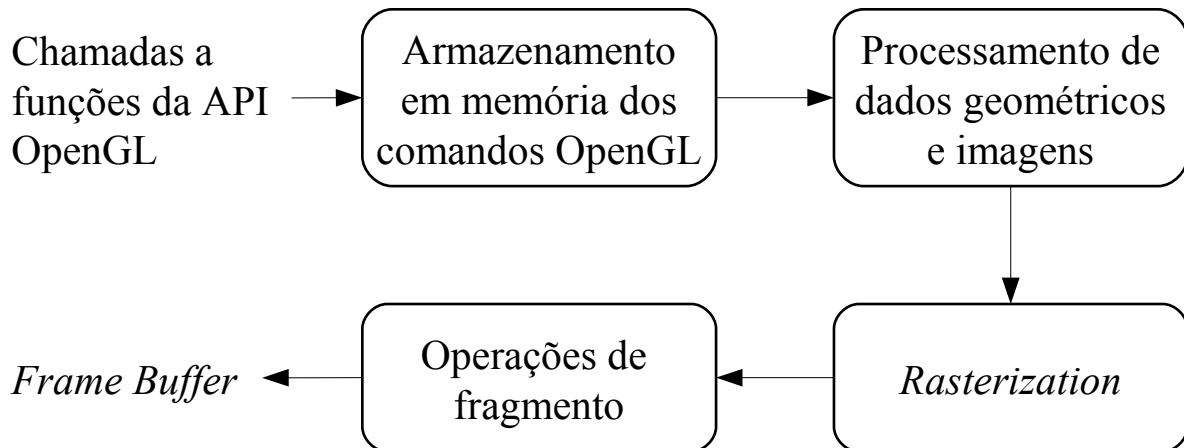 Chamadas a
funções da API
OpenGL
Armazenamento
em memória dos
comandos OpenGL
Processamento de
dados geométricos
e imagens
Rasterization
Operações de
fragmento
Frame Buffer